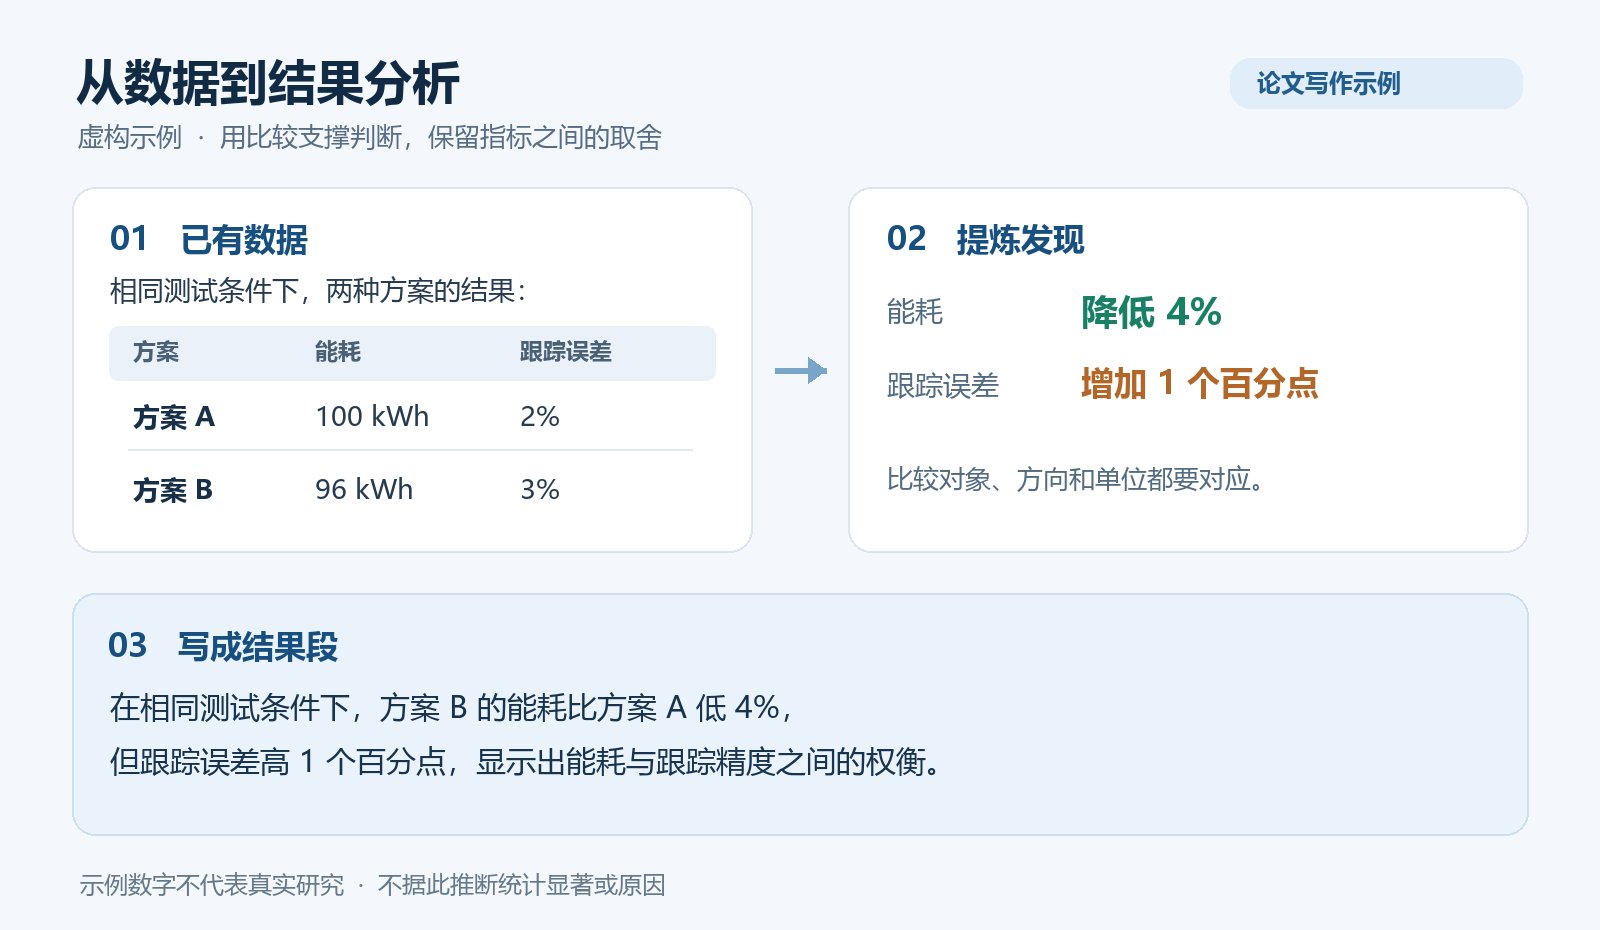 从数据到结果分析
论文写作示例
虚构示例 · 用比较支撑判断，保留指标之间的取舍
01 已有数据
相同测试条件下，两种方案的结果：
方案 能耗 跟踪误差
方案 A 100 kWh 2%
方案 B 96 kWh 3%
02 提炼发现
能耗 降低 4%
跟踪误差 增加 1 个百分点
比较对象、方向和单位都要对应。
03 写成结果段
在相同测试条件下，方案 B 的能耗比方案 A 低 4%，
但跟踪误差高 1 个百分点，显示出能耗与跟踪精度之间的权衡。
示例数字不代表真实研究 · 不据此推断统计显著或原因